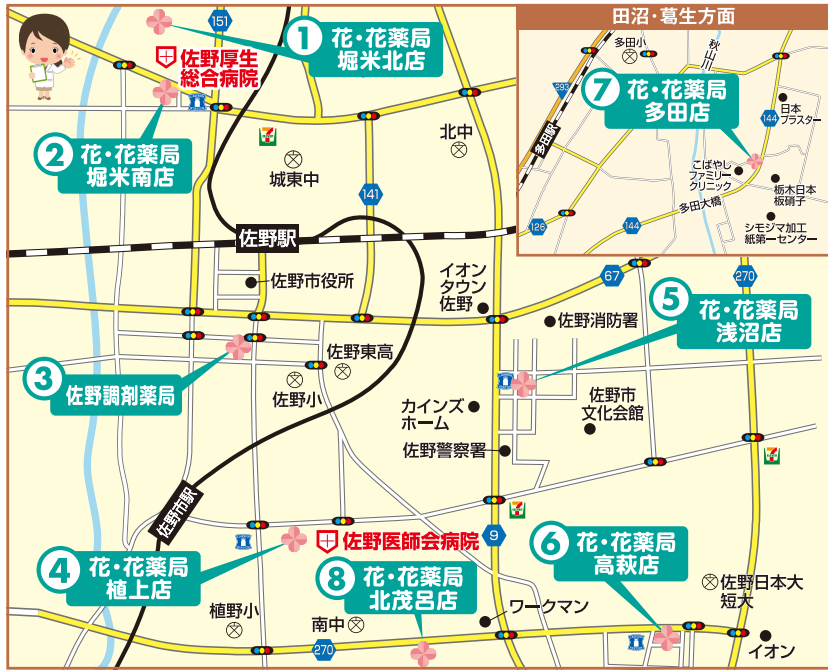 151
1
花・花薬局
堀米北店
佐野厚生
総合病院
2
花・花薬局
堀米南店
7
城東中
北中
141
佐野駅
佐野市役所
イオン
タウン
佐野
67
270
5
花・花薬局
浅沼店
佐野消防署
3
佐野調剤薬局
佐野東高
佐野小
カインズ
ホーム
佐野市
文化会館
佐野警察署
7
佐野市駅
7
9
4
花・花薬局
植上店
佐野医師会病院
6
花・花薬局
高萩店
8
花・花薬局
北茂呂店
佐野日本大
短大
植野小
南中
ワークマン
270
イオン
田沼・葛生方面
多田小
秋山川
293
7
花・花薬局
多田店
日本
プラスター
144
多田駅
こばやし
ファミリー
クリニック
栃木日本
板硝子
多田大橋
126
144
シモジマ加工
紙第一センター